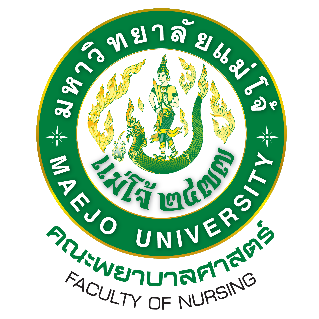 มหาวิทยาลัยแม่โจ้
แม่โจ้ ๒๔๗๗
MAEJO UNIVERSITY
คณะพยาบาลศาสตร์
FACULTY OF NURSING